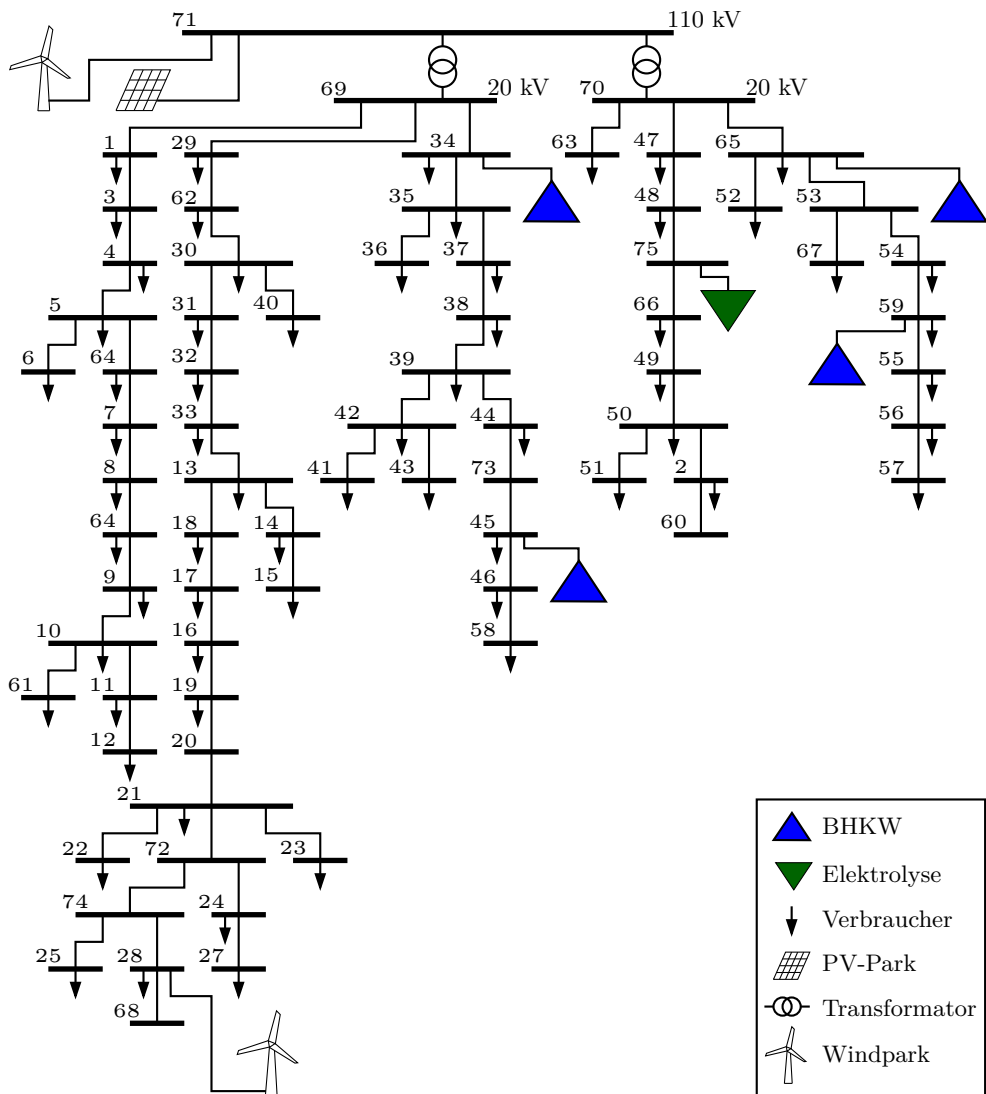 71 110 kV
69 20 kV 70 20 kV
1 29 34 63 47 65
3 62 35 48 52 53
4 30 36 37 75 67 54
5 31 40 38 66 59
6 64 32 39 49 55
7 33 42 44 50 56
8 13 41 43 73 51 2 57
64 18 14 45 60
9 17 15 46
10 16 58
61 11 19
12 20
21
22 72 23
74 24
25 28 27
68
BHKW
Elektrolyse
Verbraucher
PV-Park
Transformator
Windpark